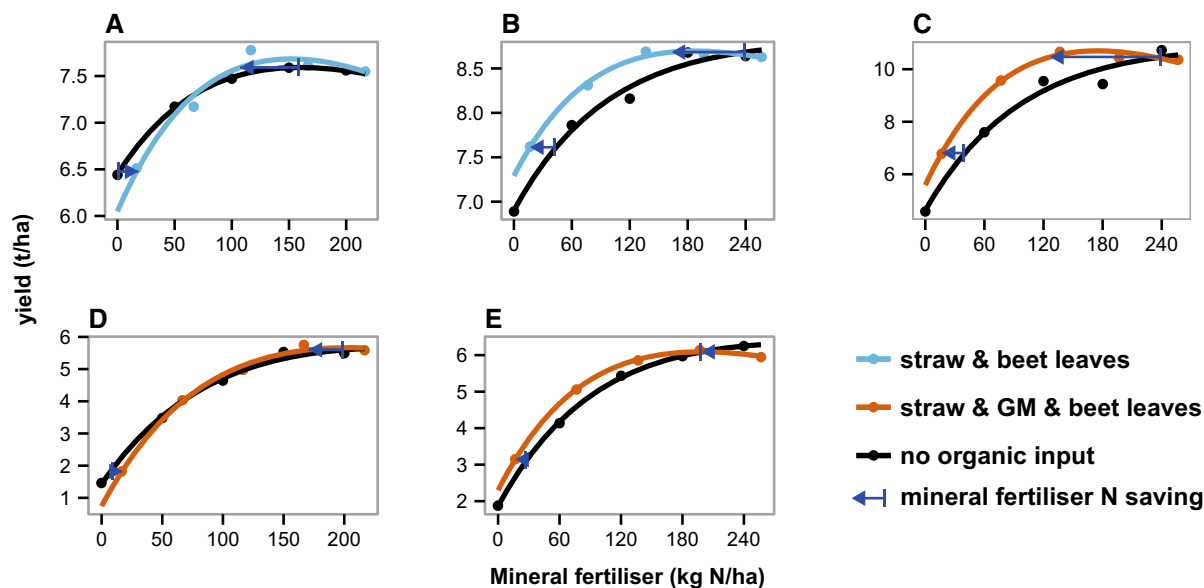 A
B
C
7.5
7.0
6.5
6.0
0 50 100 150 200
8.5
8.0
7.5
7.0
0 60 120 180 240
10
8
6
0 60 120 180 240
yield (t/ha)
D
E
6
5
4
3
2
1
0 50 100 150 200
6
5
4
3
2
0 60 120 180 240
Mineral fertiliser (kg N/ha)
straw & beet leaves
straw & GM & beet leaves
no organic input
mineral fertiliser N saving